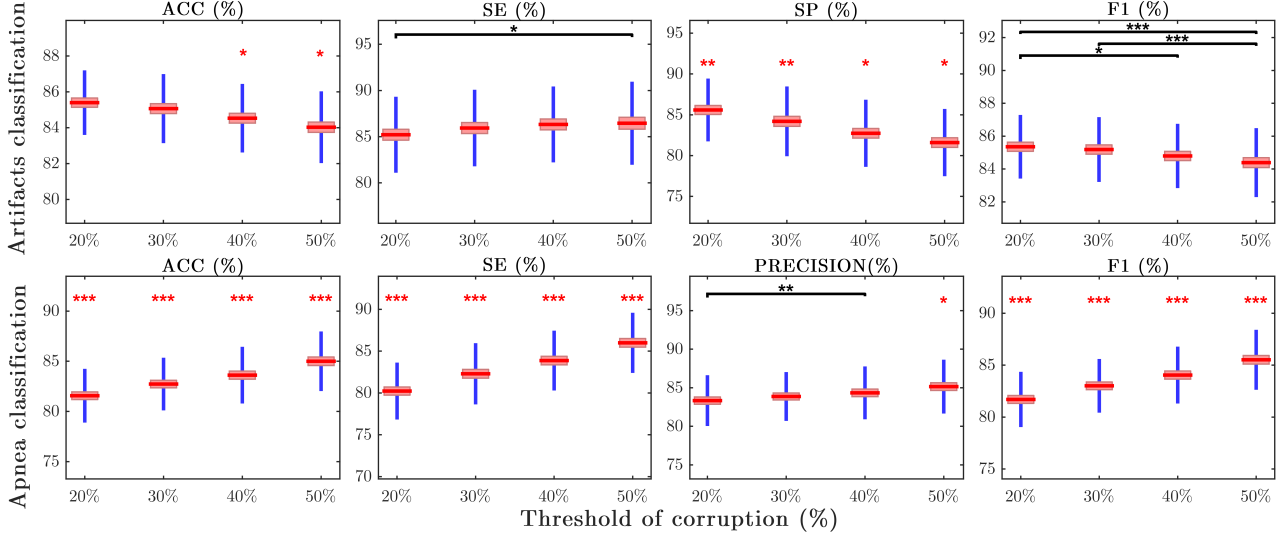 ACC (%) SE (%) SP F1 (%)
Artifacts classification
88 86 84 82 80
95 90 85 80
95 90 85 80 75
92 90 88 86 84 82
* *
*
** ** * *
*** *** *
20% 30% 40% 50% 20% 30% 40% 50% 20% 30% 40% 50% 20% 30% 40% 50%
ACC (%) SE (%) PRECISION(%) F1 (%)
Apnea classification
90 85 80 75
90 85 80 75 70
95 90 85 80 75
90 85 80 75
*** *** *** ***
*** *** *** ***
** *
*** *** *** ***
20% 30% 40% 50% 20% 30% 40% 50% 20% 30% 40% 50% 20% 30% 40% 50%
Threshold of corruption (%)